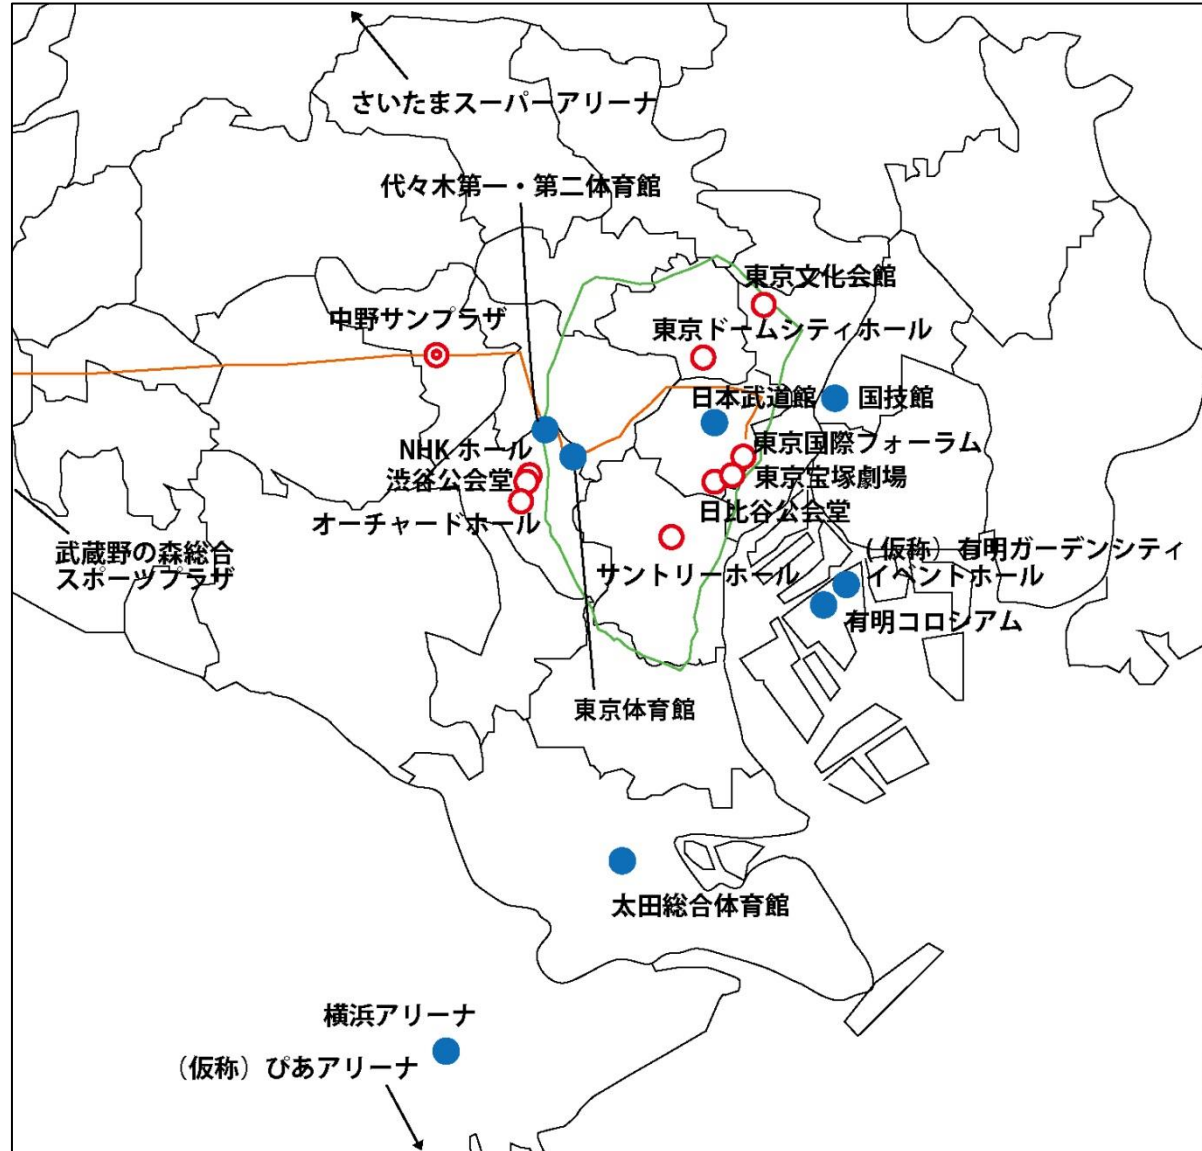 さいたまスーパーアリーナ
代々木第一・第二体育館
東京文化会館
中野サンプラザ
東京ドームシティホール
日本武道館
国技館
NHKホール
東京国際フォーラム
渋谷公会堂
東京宝塚劇場
日比谷公会堂
オーチャードホール
武蔵野の森総合
スポーツプラザ
サントリーホール
(仮称)有明ガーデンシティ
イベントホール
有明コロシアム
東京体育館
太田総合体育館
横浜アリーナ
(仮称)ぴあアリーナ